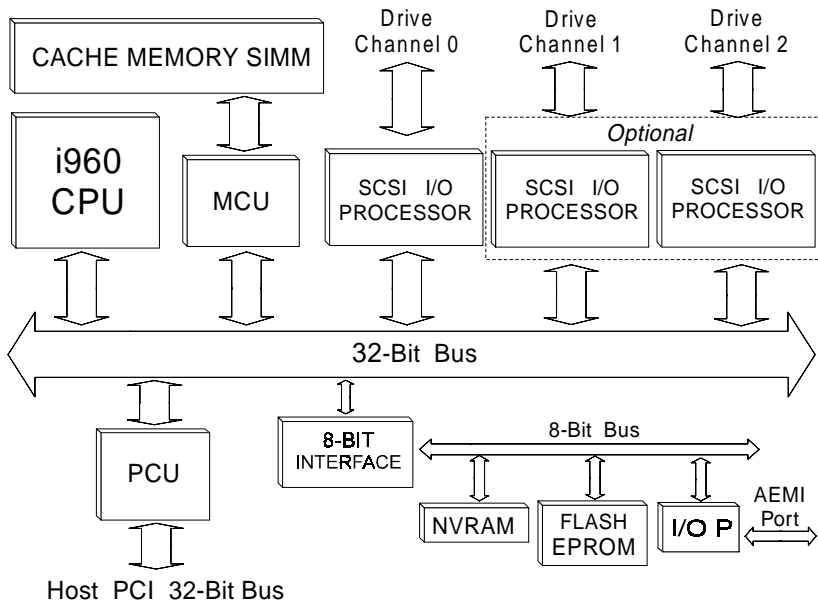 Drive
Channel 0
Drive
Channel 1
Drive
Channel 2
CACHE MEMORY SIMM
Optional
i960
CPU
MCU
SCSI I/O
PROCESSOR
SCSI I/O
PROCESSOR
SCSI I/O
PROCESSOR
32-Bit Bus
PCU
8-BIT
INTERFACE
8-Bit Bus
NVRAM
FLASH
EPROM
I/O P
AEMI
Port
Host PCI 32-Bit Bus